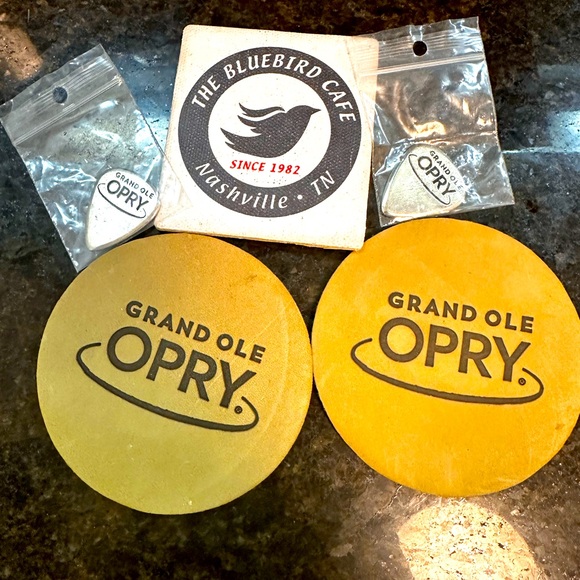 THE BLUEBIRD CAFE
SINCE 1982
Nashville • TN
GRAND OLE
OPRY
GRAND OLE
OPRY
GRAND OLE
OPRY®
GRAND OLE
OPRY®